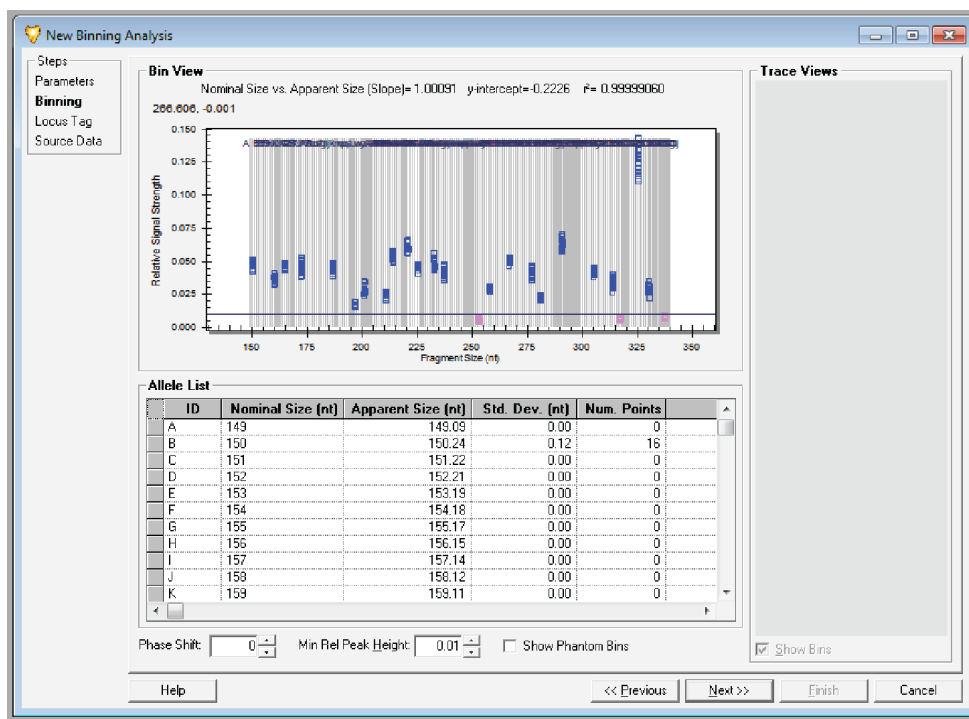 New Binning Analysis
Steps
Parameters
Binning
Locus Tag
Source Data
Bin View
Nominal Size vs. Apparent Size (Slope)= 1.00091 y-intercept=-0.2226 r²= 0.99999060
266.606, -0.001
Relative Signal Strength
0.150
0.125
0.100
0.075
0.050
0.025
0.000
150 175 200 225 250 275 300 325 350
Fragment Size (nt)
Trace Views
Allele List
ID Nominal Size (nt) Apparent Size (nt) Std. Dev. (nt) Num. Points
A 149 149.09 0.00 0
B 150 150.24 0.12 16
C 151 151.22 0.00 0
D 152 152.21 0.00 0
E 153 153.19 0.00 0
F 154 154.18 0.00 0
G 155 155.17 0.00 0
H 156 156.15 0.00 0
I 157 157.14 0.00 0
J 158 158.12 0.00 0
K 159 159.11 0.00 0
Phase Shift: 0 Min Rel Peak Height: 0.01 Show Phantom Bins
Show Bins
Help << Previous Next >> Finish Cancel